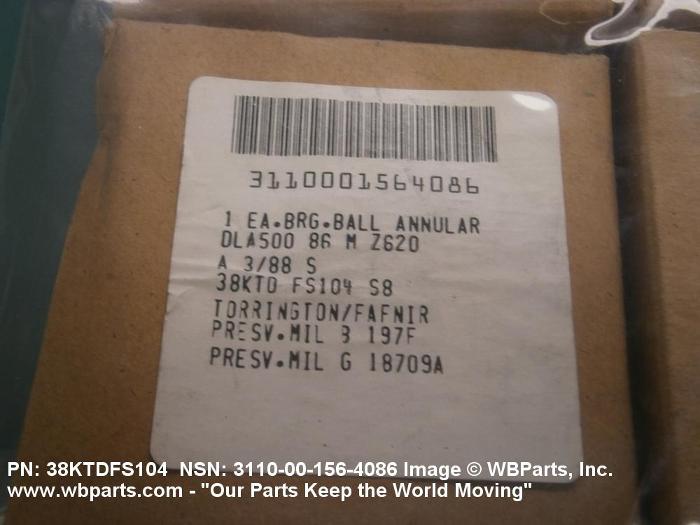 3110001564086
1 EA.BRG.BALL ANNULAR
DLA500 86 M Z620
A 3/88 S
38KTD FS104 S8
TORRINGTON/FAFNIR
PRESV.MIL B 197F
PRESV.MIL G 18709A
PN: 38KTDFS104 NSN: 3110-00-156-4086 Image © WBParts, Inc.
www.wbparts.com - "Our Parts Keep the World Moving"